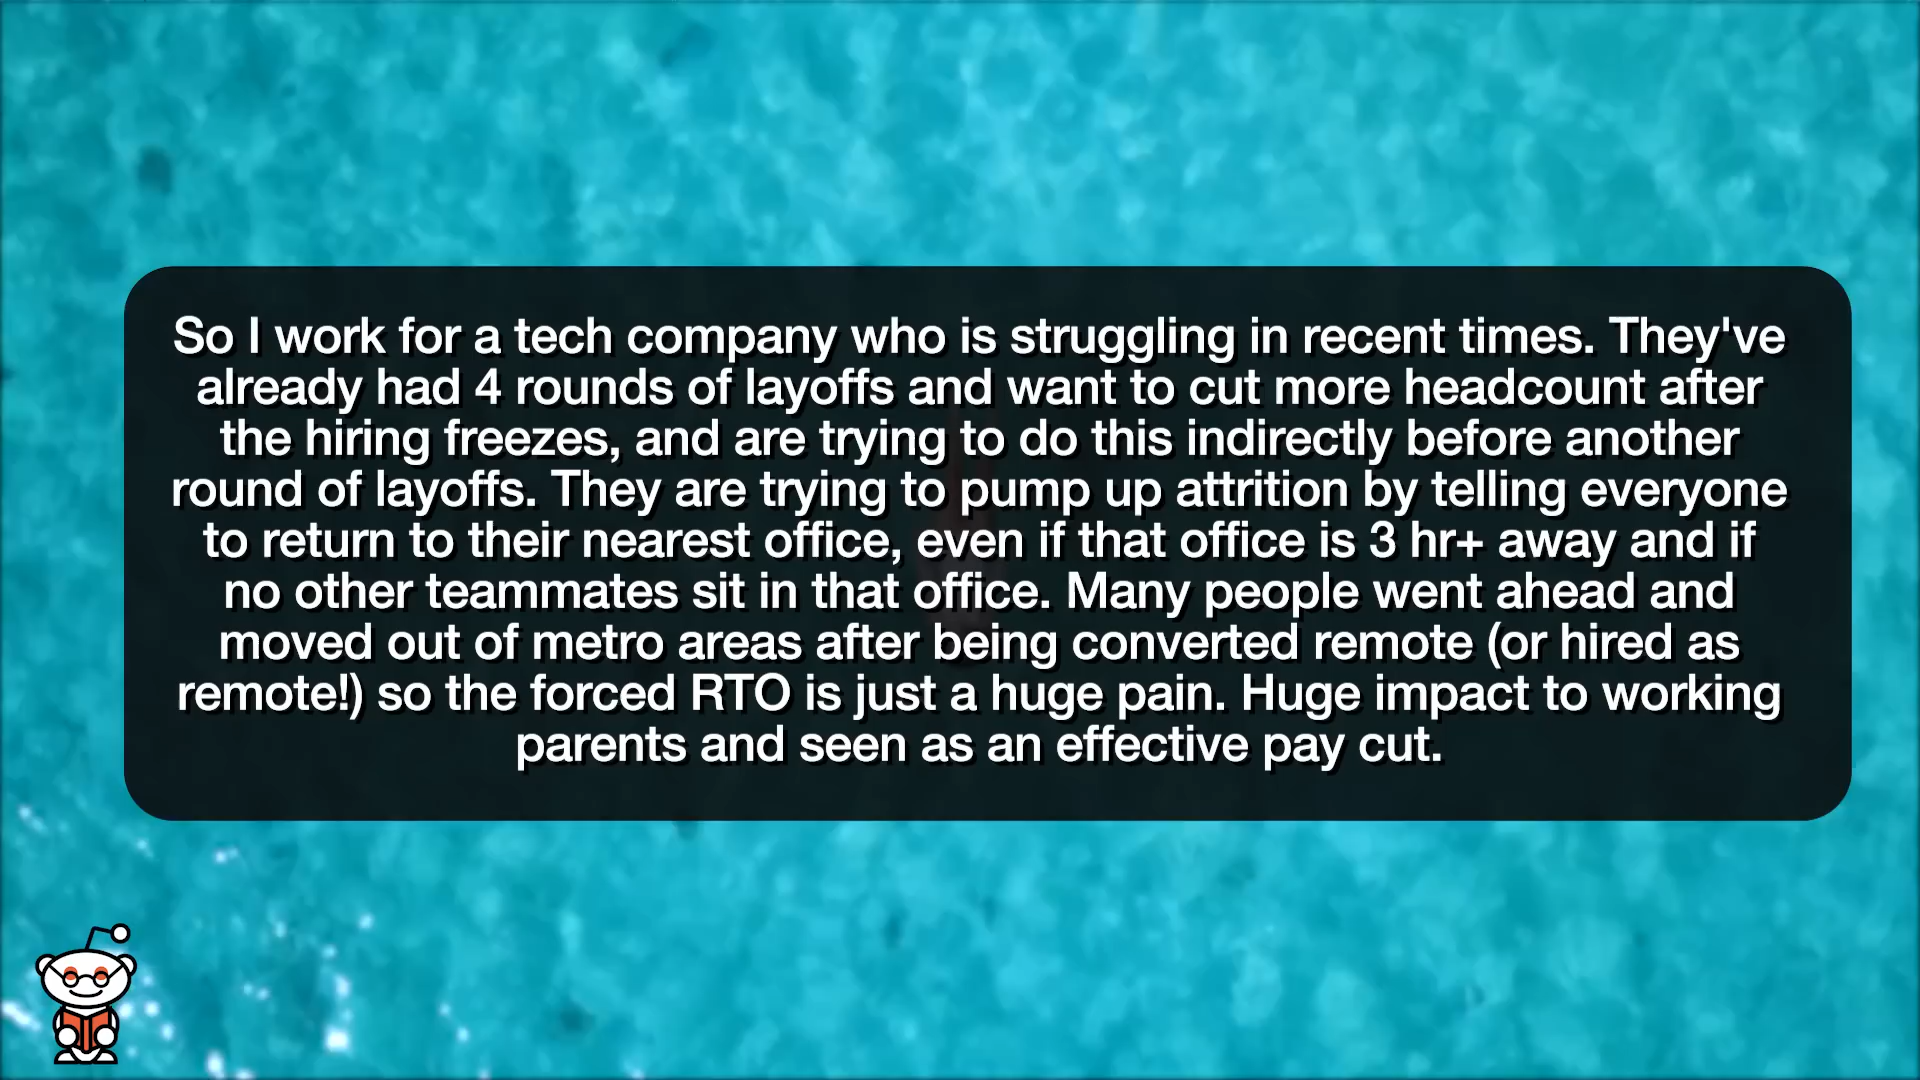 So I work for a tech company who is struggling in recent times. They've
already had 4 rounds of layoffs and want to cut more headcount after
the hiring freezes, and are trying to do this indirectly before another
round of layoffs. They are trying to pump up attrition by telling everyone
to return to their nearest office, even if that office is 3 hr+ away and if
no other teammates sit in that office. Many people went ahead and
moved out of metro areas after being converted remote (or hired as
remote!) so the forced RTO is just a huge pain. Huge impact to working
parents and seen as an effective pay cut.